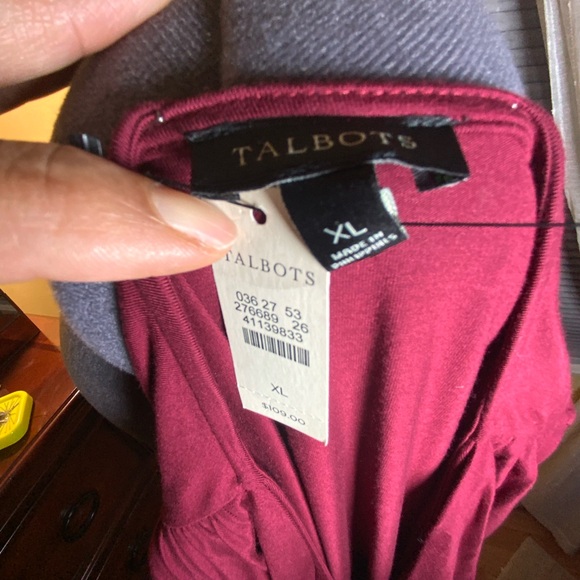 TALBOTS
XL
MADE IN
PHILIPPINES
TALBOTS
036 27 53
276689 26
41139833
XL
$109.00